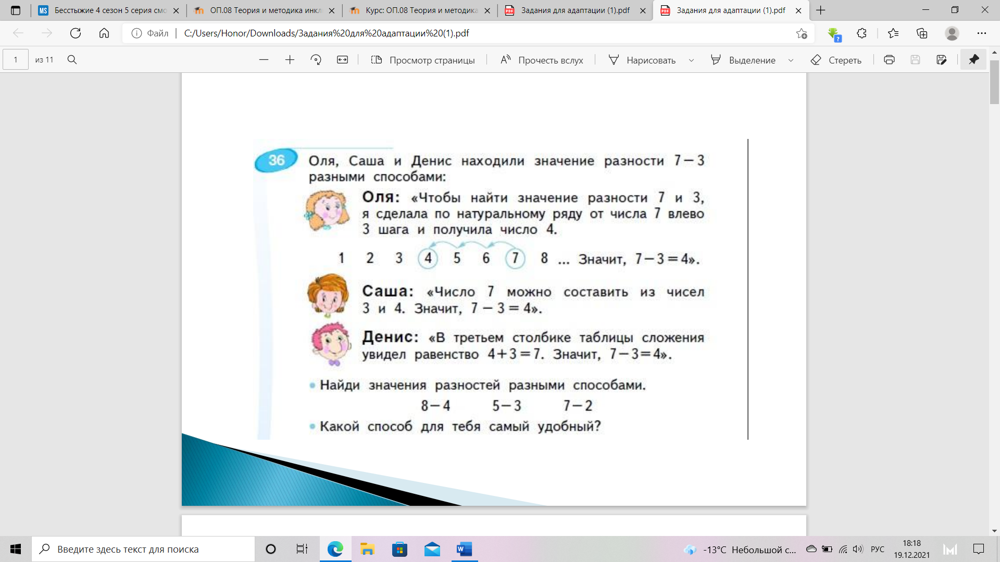 Бесстыжие 4 сезон 5 серия смо
ОП.08 Теория и методика инкл
Курс: ОП.08 Теория и методика
Задания для адаптации (1).pdf
Задания для адаптации (1).pdf
Файл
C:/Users/Honor/Downloads/Задания%20для%20адаптации%20(1).pdf
1
из 11
Просмотр страницы
Прочесть вслух
Нарисовать
Выделение
Стереть
36
Оля, Саша и Денис находили значение разности 7 − 3
разными способами:
Оля: «Чтобы найти значение разности 7 и 3,
я сделала по натуральному ряду от числа 7 влево
3 шага и получила число 4.
1 2 3 4 5 6 7 8 ... Значит, 7 − 3 = 4».
Саша: «Число 7 можно составить из чисел
3 и 4. Значит, 7 − 3 = 4».
Денис: «В третьем столбике таблицы сложения
увидел равенство 4 + 3 = 7. Значит, 7 − 3 = 4».
• Найди значения разностей разными способами.
8 − 4 5 − 3 7 − 2
• Какой способ для тебя самый удобный?
Введите здесь текст для поиска
-13°C Небольшой с...
РУС
18:18
19.12.2021